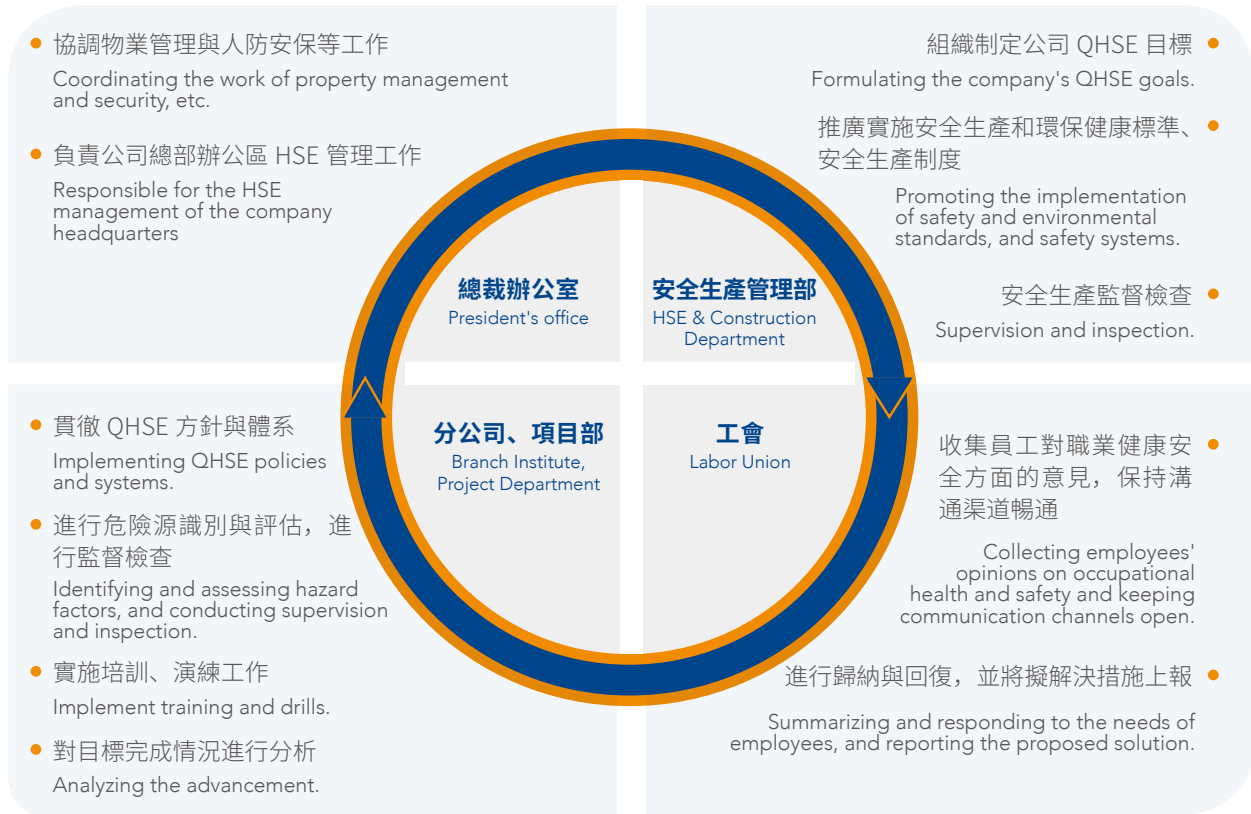 協調物業管理與人防安保等工作
Coordinating the work of property management
and security, etc.
負責公司總部辦公區 HSE 管理工作
Responsible for the HSE
management of the company
headquarters
總裁辦公室
President's office
組織制定公司 QHSE 目標
Formulating the company's QHSE goals.
推廣實施安全生產和環保健康標準、
安全生產制度
Promoting the implementation
of safety and environmental
standards, and safety systems.
安全生產監督檢查
Supervision and inspection.
安全生產管理部
HSE & Construction
Department
貫徹 QHSE 方針與體系
Implementing QHSE policies
and systems.
進行危險源識別與評估，進
行監督檢查
Identifying and assessing hazard
factors, and conducting supervision
and inspection.
實施培訓、演練工作
Implement training and drills.
對目標完成情況進行分析
Analyzing the advancement.
分公司、項目部
Branch Institute,
Project Department
工會
Labor Union
收集員工對職業健康安
全方面的意見，保持溝
通渠道暢通
Collecting employees'
opinions on occupational
health and safety and keeping
communication channels open.
進行歸納與回復，並將擬解決措施上報
Summarizing and responding to the needs of
employees, and reporting the proposed solution.